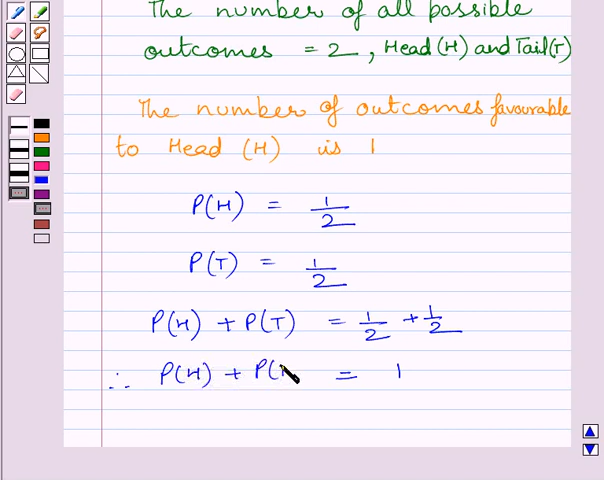 The number of all possible
outcomes = 2, Head (H) and Tail(T)
The number of outcomes favourable
to Head (H) is 1
P(H) = 1/2
P(T) = 1/2
P(H) + P(T) = 1/2 + 1/2
∴ P(H) + P( = 1